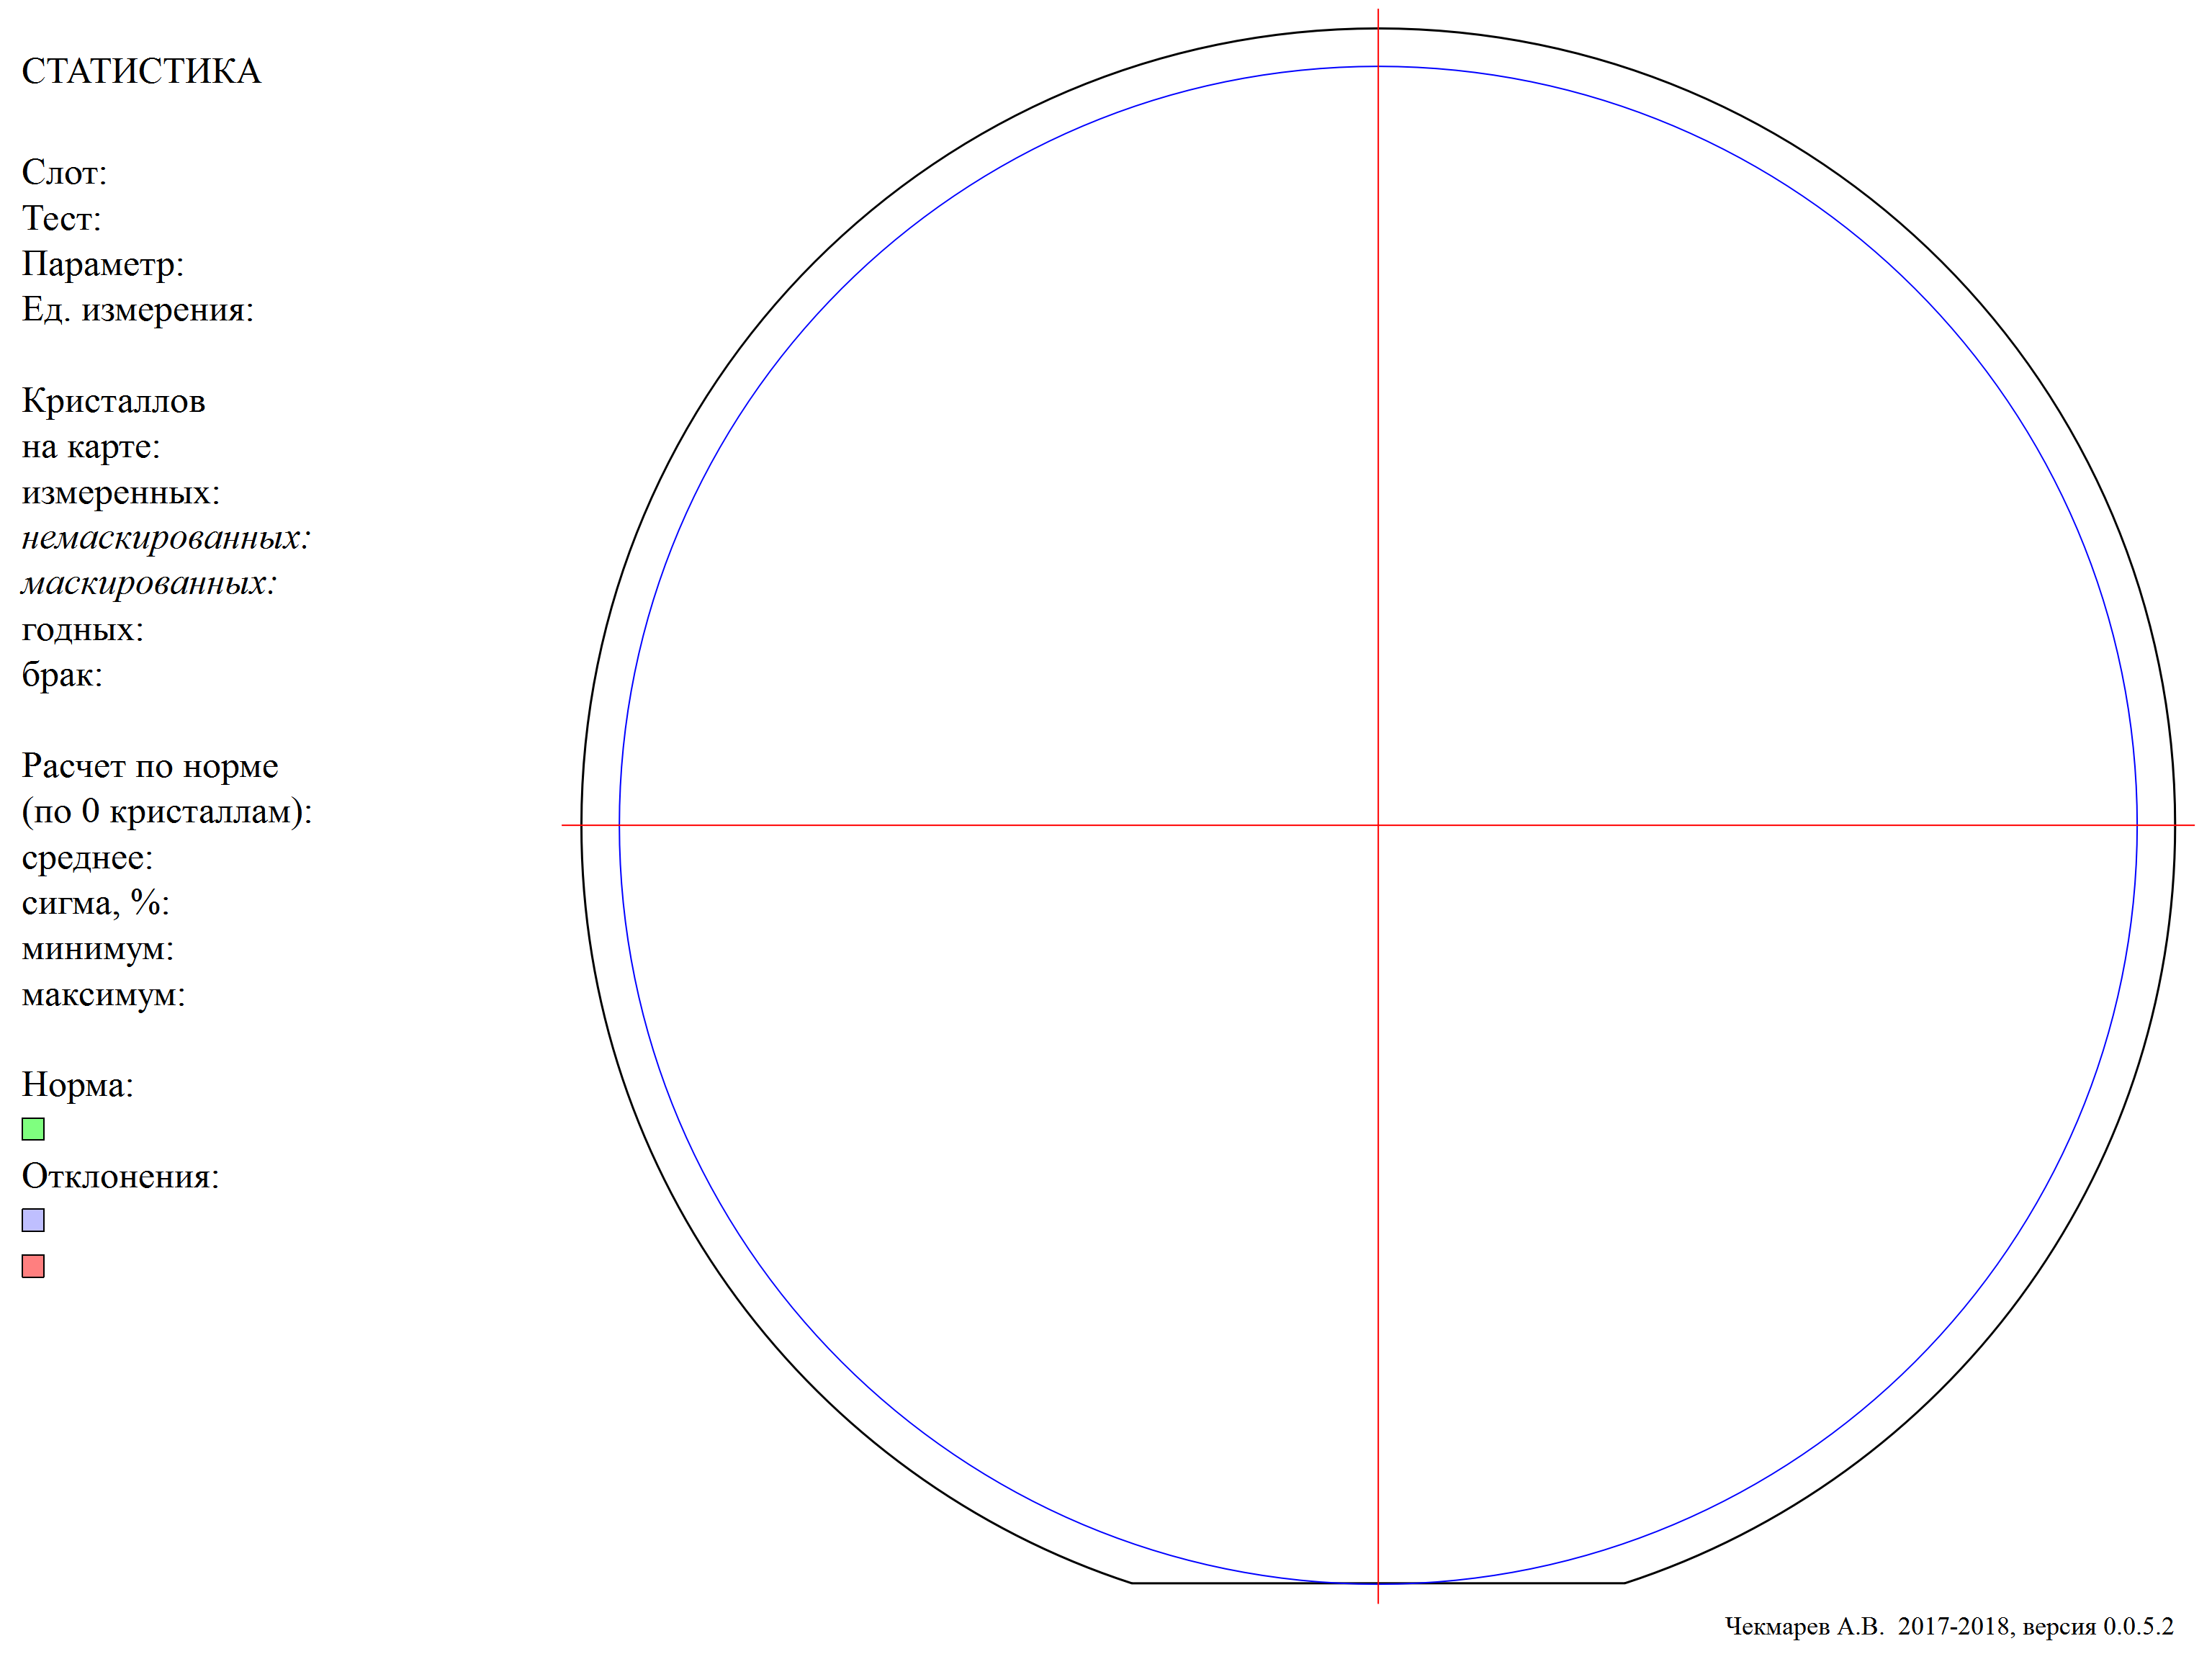 СТАТИСТИКА
Слот:
Тест:
Параметр:
Ед. измерения:
Кристаллов
на карте:
измеренных:
немаскированных:
маскированных:
годных:
брак:
Расчет по норме
(по 0 кристаллам):
среднее:
сигма, %:
минимум:
максимум:
Норма:
Отклонения:
Чекмарев А.В.  2017-2018, версия 0.0.5.2